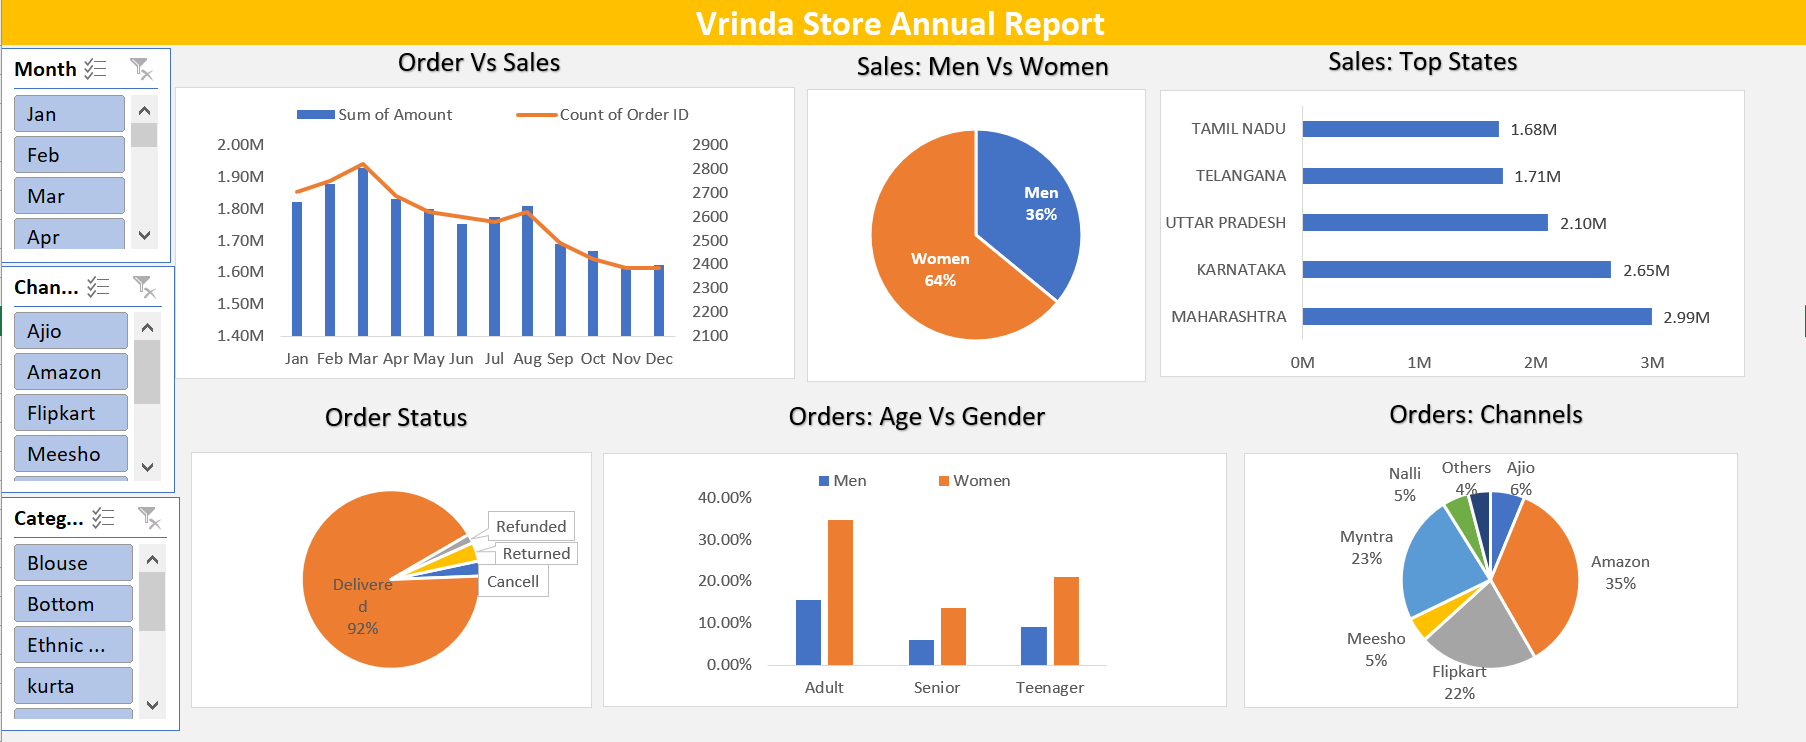 Vrinda Store Annual Report
Month
Jan
Feb
Mar
Apr
Chan...
Ajio
Amazon
Flipkart
Meesho
Categ...
Blouse
Bottom
Ethnic ...
kurta
Order Vs Sales
Sum of Amount
Count of Order ID
2.00M
1.90M
1.80M
1.70M
1.60M
1.50M
1.40M
2900
2800
2700
2600
2500
2400
2300
2200
2100
Jan Feb Mar Apr May Jun Jul Aug Sep Oct Nov Dec
Sales: Men Vs Women
Men
36%
Women
64%
Sales: Top States
TAMIL NADU 1.68M
TELANGANA 1.71M
UTTAR PRADESH 2.10M
KARNATAKA 2.65M
MAHARASHTRA 2.99M
0M 1M 2M 3M
Order Status
Refunded
Returned
Cancell
Delivere
d
92%
Orders: Age Vs Gender
Men Women
40.00%
30.00%
20.00%
10.00%
0.00%
Adult Senior Teenager
Orders: Channels
Nalli
5%
Others
4%
Ajio
6%
Myntra
23%
Amazon
35%
Meesho
5%
Flipkart
22%